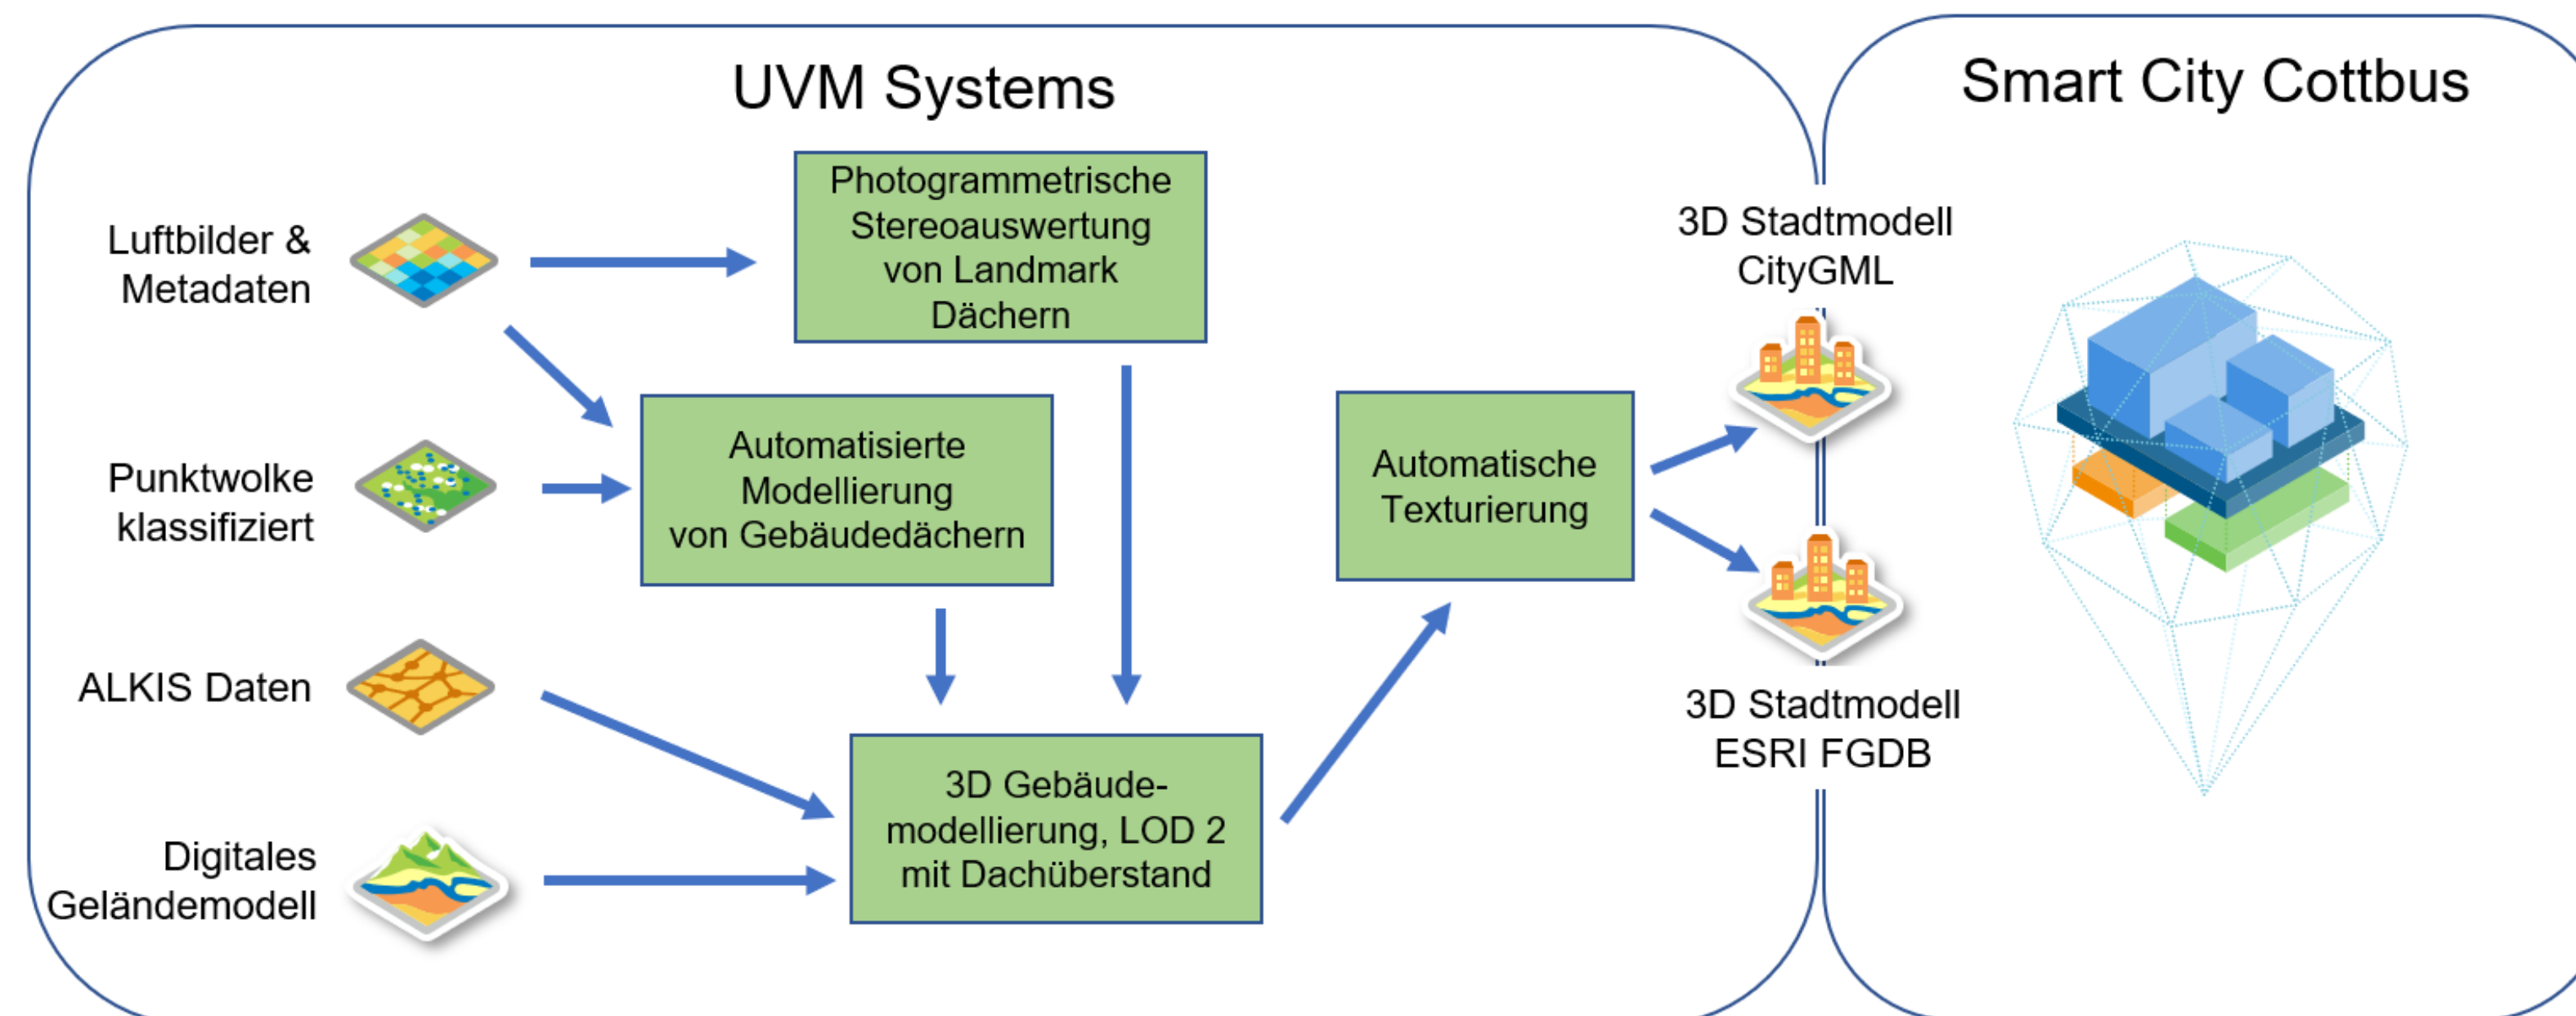 UVM Systems
Smart City Cottbus
Luftbilder &
Metadaten
Photogrammetrische
Stereoauswertung
von Landmark
Dächern
3D Stadtmodell
CityGML
Punktwolke
klassifiziert
Automatisierte
Modellierung
von Gebäudedächern
Automatische
Texturierung
ALKIS Daten
3D Stadtmodell
ESRI FGDB
Digitales
Geländemodell
3D Gebäude-
modellierung, LOD 2
mit Dachüberstand